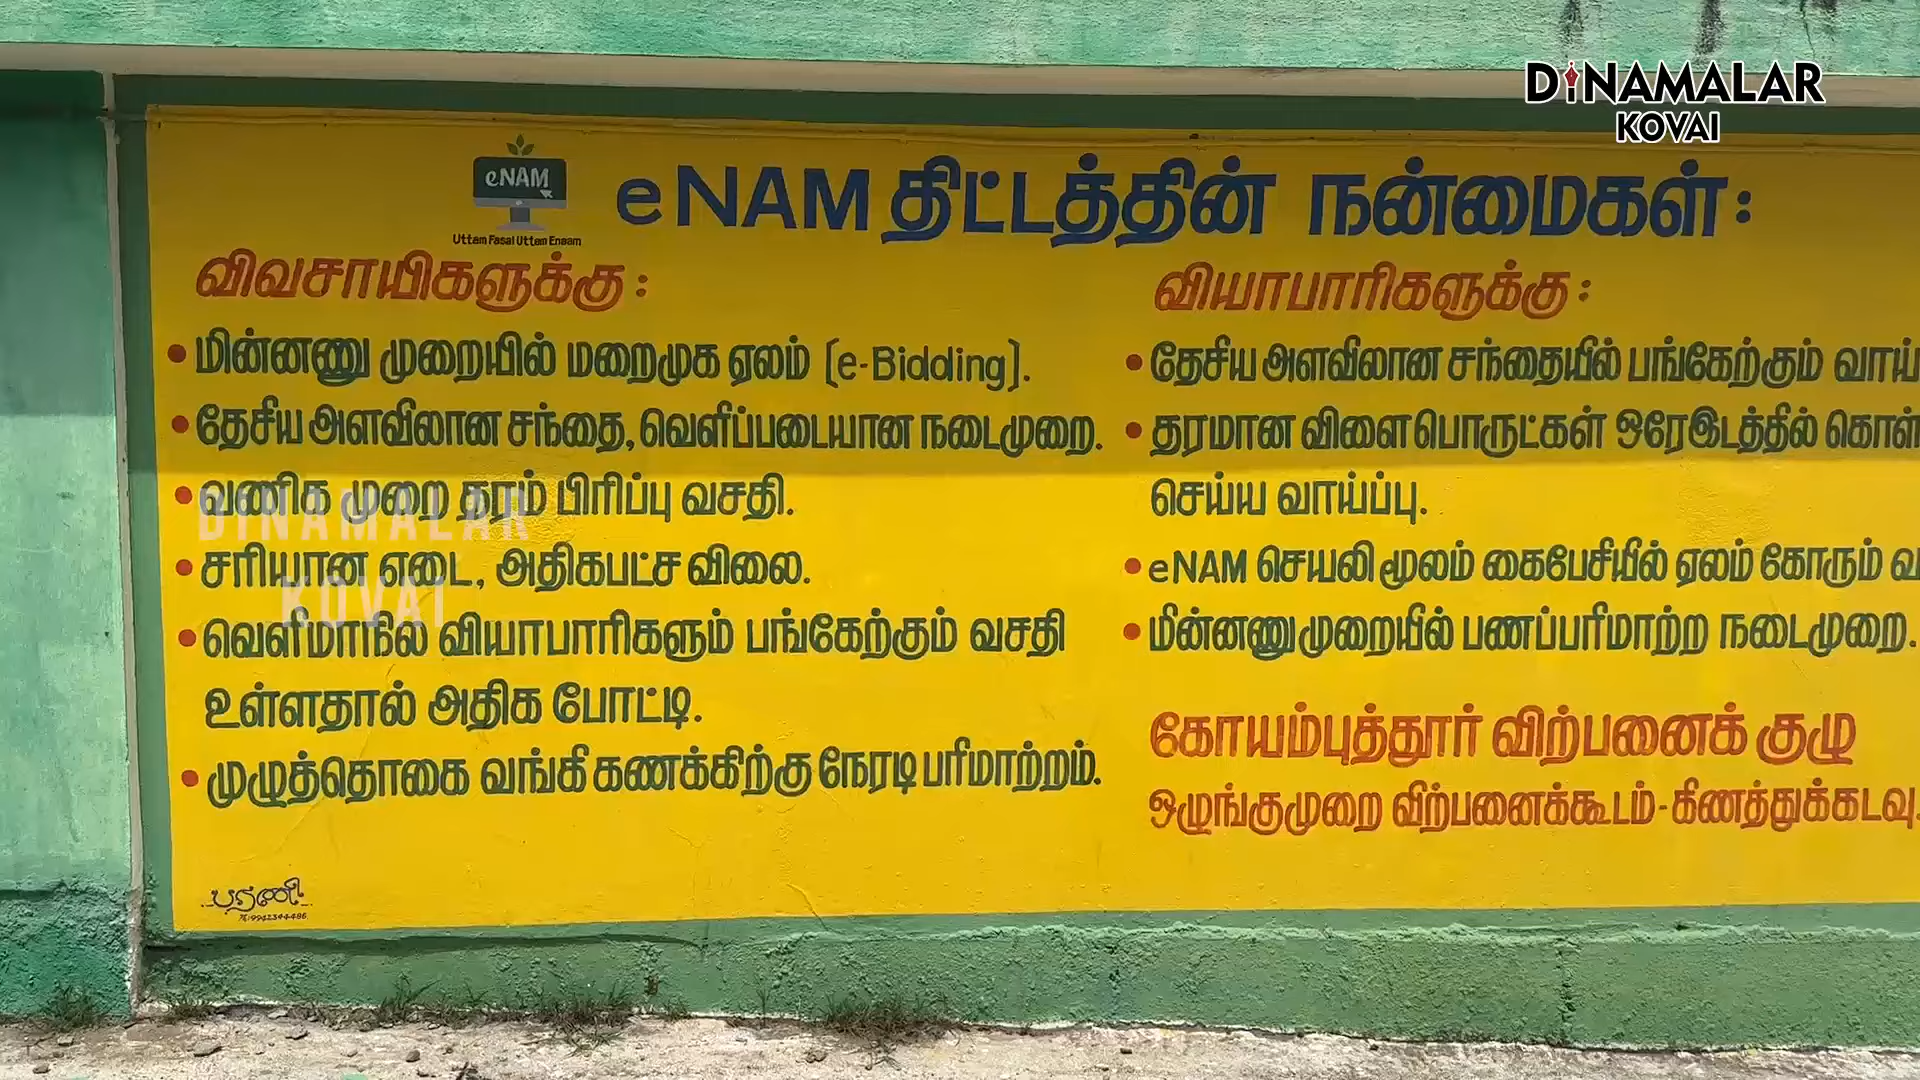 DINAMALAR
KOVAI
eNAM
Uttam Fasal Uttam Enaam
eNAM திட்டத்தின் நன்மைகள் :
விவசாயிகளுக்கு :
• மின்னணு முறையில் மறைமுக ஏலம் (e-Bidding).
• தேசிய அளவிலான சந்தை, வெளிப்படையான நடைமுறை.
• வணிக முறை தரம் பிரிப்பு வசதி.
• சரியான எடை, அதிகபட்ச விலை.
• வெளிமாநில வியாபாரிகளும் பங்கேற்கும் வசதி
உள்ளதால் அதிக போட்டி.
• முழுத்தொகை வங்கி கணக்கிற்கு நேரடி பரிமாற்றம்.
வியாபாரிகளுக்கு :
• தேசிய அளவிலான சந்தையில் பங்கேற்கும் வாய்
• தரமான விளைபொருட்கள் ஒரே இடத்தில் கொள்
செய்ய வாய்ப்பு.
• eNAM செயலி மூலம் கைபேசியில் ஏலம் கோரும் வ
• மின்னணுமுறையில் பணப்பரிமாற்ற நடைமுறை.
கோயம்புத்தூர் விற்பனைக் குழு
ஒழுங்குமுறை விற்பனைக்கூடம் - கிணத்துக்கடவு.
பரணி
DINAMALAR
KOVAI